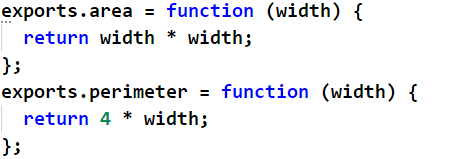 exports.area = function (width) {
  return width * width;
};
exports.perimeter = function (width) {
  return 4 * width;
};